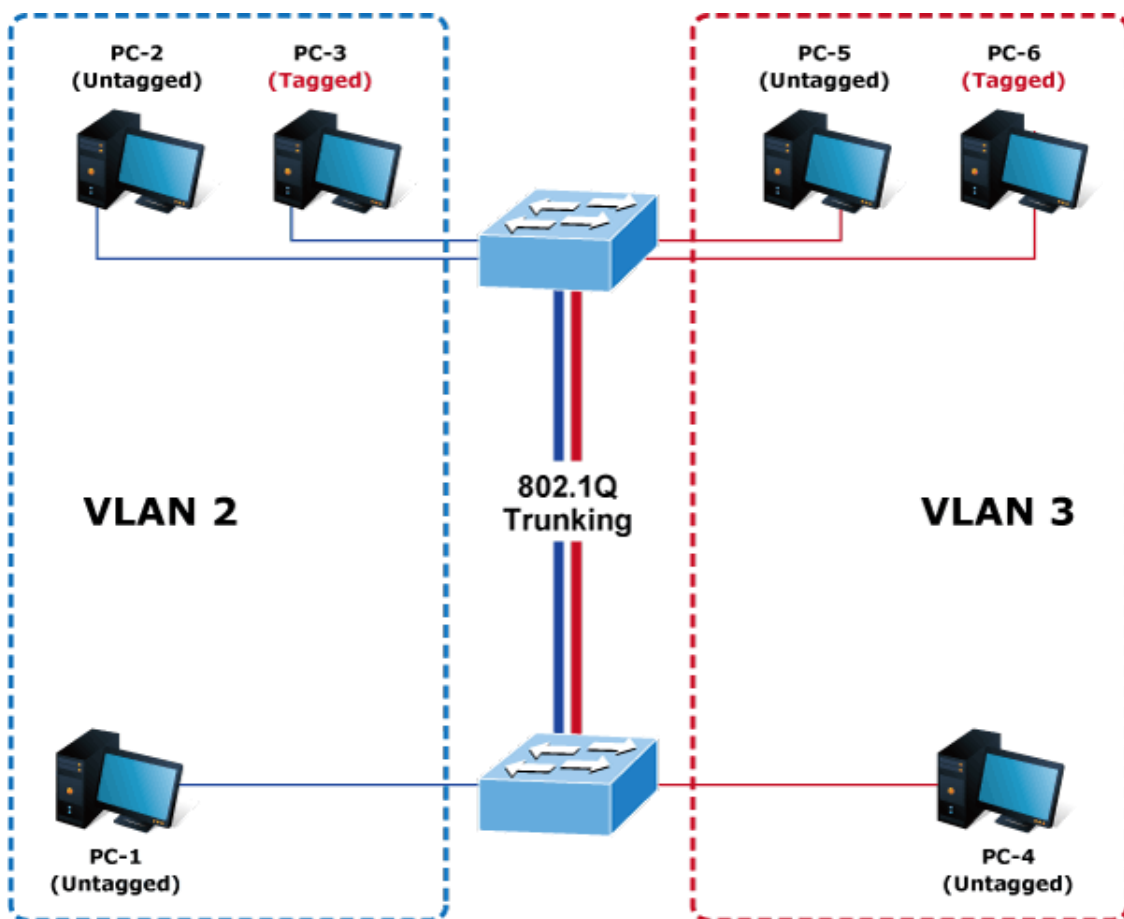 PC-2
(Untagged)
PC-3
(Tagged)
PC-5
(Untagged)
PC-6
(Tagged)
802.1Q
Trunking
VLAN 2
VLAN 3
PC-1
(Untagged)
PC-4
(Untagged)